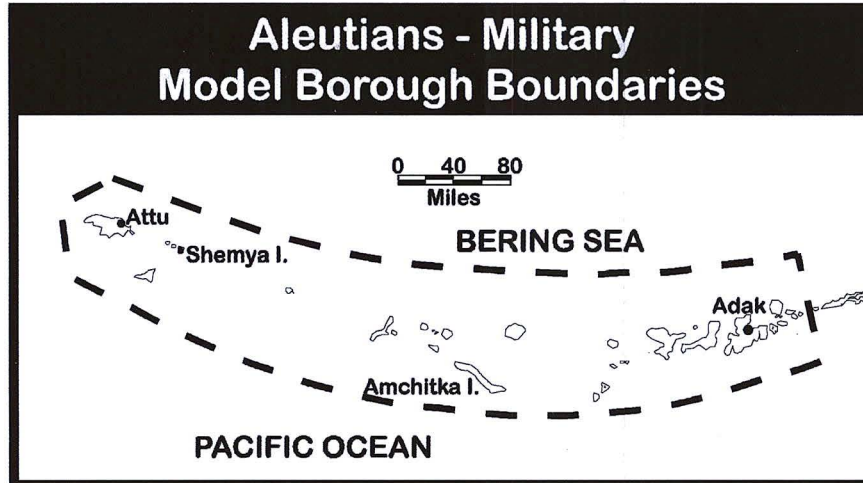 Aleutians - Military
Model Borough Boundaries
0 40 80
Miles
Attu
BERING SEA
Shemya I.
Adak
Amchitka I.
PACIFIC OCEAN